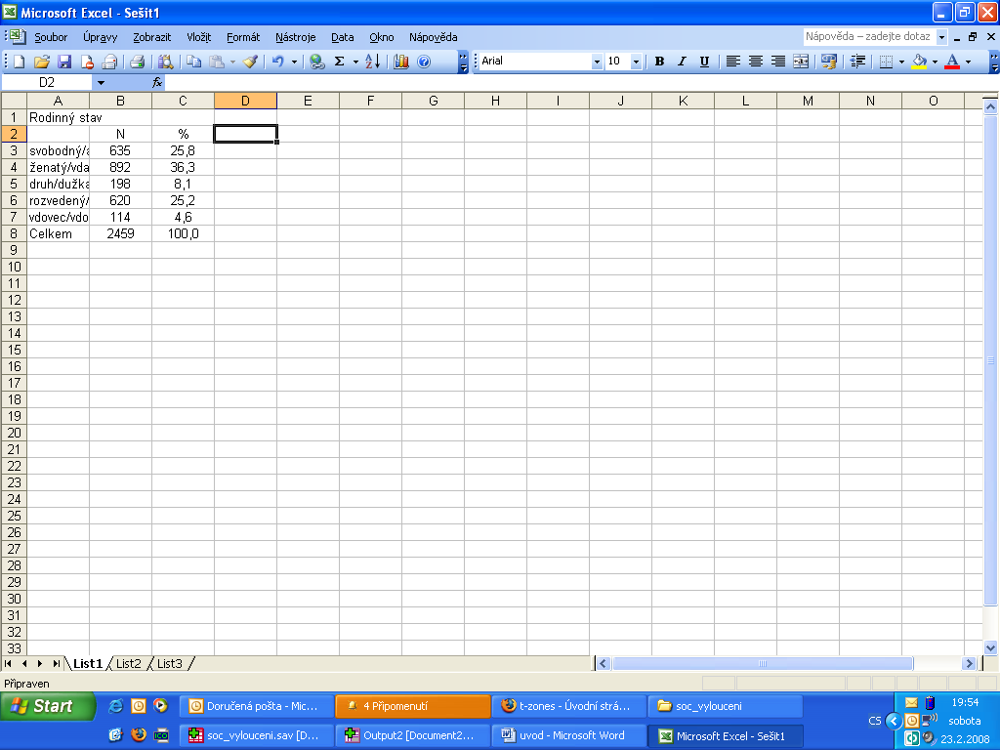 Microsoft Excel - Sešit1
Soubor Úpravy Zobrazit Vložit Formát Nástroje Data Okno Nápověda Nápověda – zadejte dotaz
Arial 10 B I U
D2 fx
A B C D E F G H I J K L M N O
1 Rodinný stav
2 N %
3 svobodný/a 635 25,8
4 ženatý/vda 892 36,3
5 druh/dužka 198 8,1
6 rozvedený/ 620 25,2
7 vdovec/vdo 114 4,6
8 Celkem 2459 100,0
9
10
11
12
13
14
15
16
17
18
19
20
21
22
23
24
25
26
27
28
29
30
31
32
33
List1 List2 List3
Připraven
Start Doručená pošta - Mic... 4 Připomenutí t-zones - Úvodní strá... soc_vylouceni 19:54
CS sobota
soc_vylouceni.sav [D... Output2 [Document2... uvod - Microsoft Word Microsoft Excel - Sešit1 23.2.2008